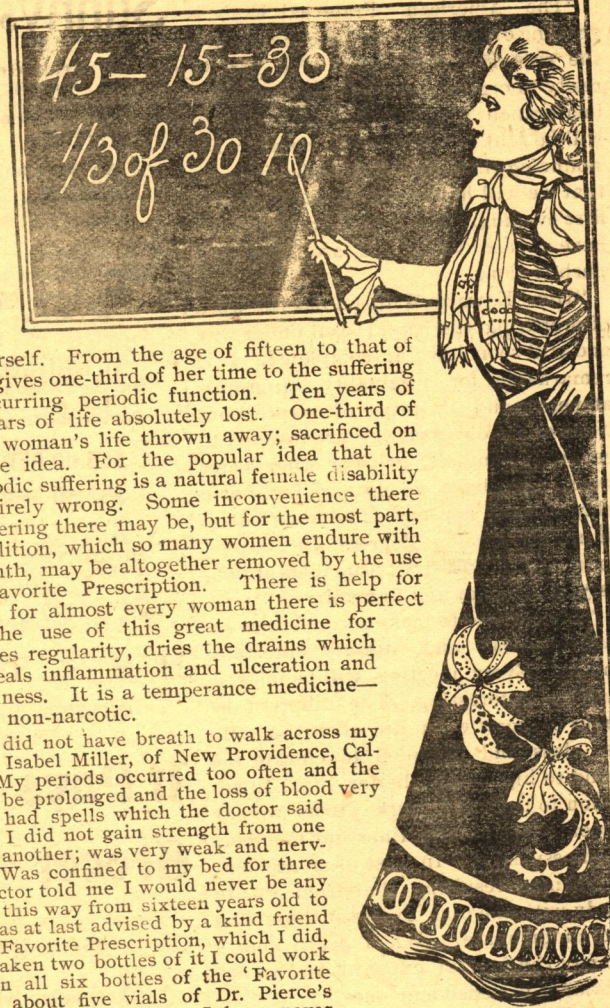 45 – 15 = 30
1/3 of 30 10
rself. From the age of fifteen to that of
gives one-third of her time to the suffering
curring periodic function. Ten years of
ars of life absolutely lost. One-third of
woman's life thrown away; sacrificed on
e idea. For the popular idea that the
odic suffering is a natural female disability
irely wrong. Some inconvenience there
ering there may be, but for the most part,
lition, which so many women endure with
nth, may be altogether removed by the use
avorite Prescription. There is help for
for almost every woman there is perfect
he use of this great medicine for
es regularity, dries the drains which
eals inflammation and ulceration and
ness. It is a temperance medicine—
non-narcotic.
did not have breath to walk across my
Isabel Miller, of New Providence, Cal-
My periods occurred too often and the
be prolonged and the loss of blood very
had spells which the doctor said
I did not gain strength from one
another; was very weak and nerv-
Was confined to my bed for three
ctor told me I would never be any
this way from sixteen years old to
as at last advised by a kind friend
Favorite Prescription, which I did,
aken two bottles of it I could work
n all six bottles of the 'Favorite
about five vials of Dr. Pierce's